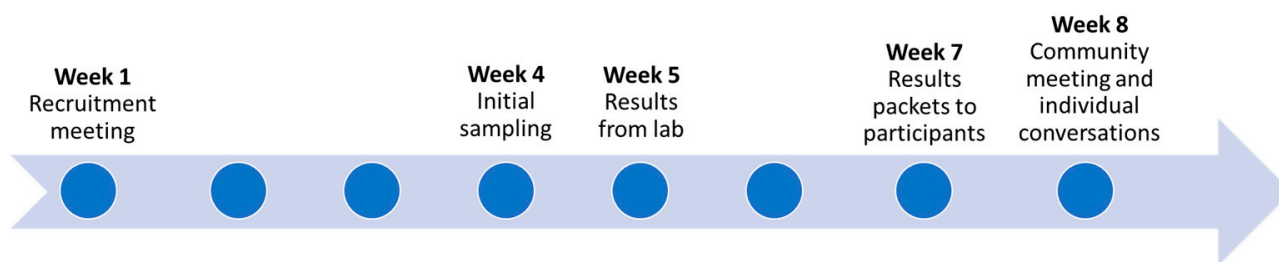 Week 1
Recruitment
meeting
Week 4
Initial
sampling
Week 5
Results
from lab
Week 7
Results
packets to
participants
Week 8
Community
meeting and
individual
conversations